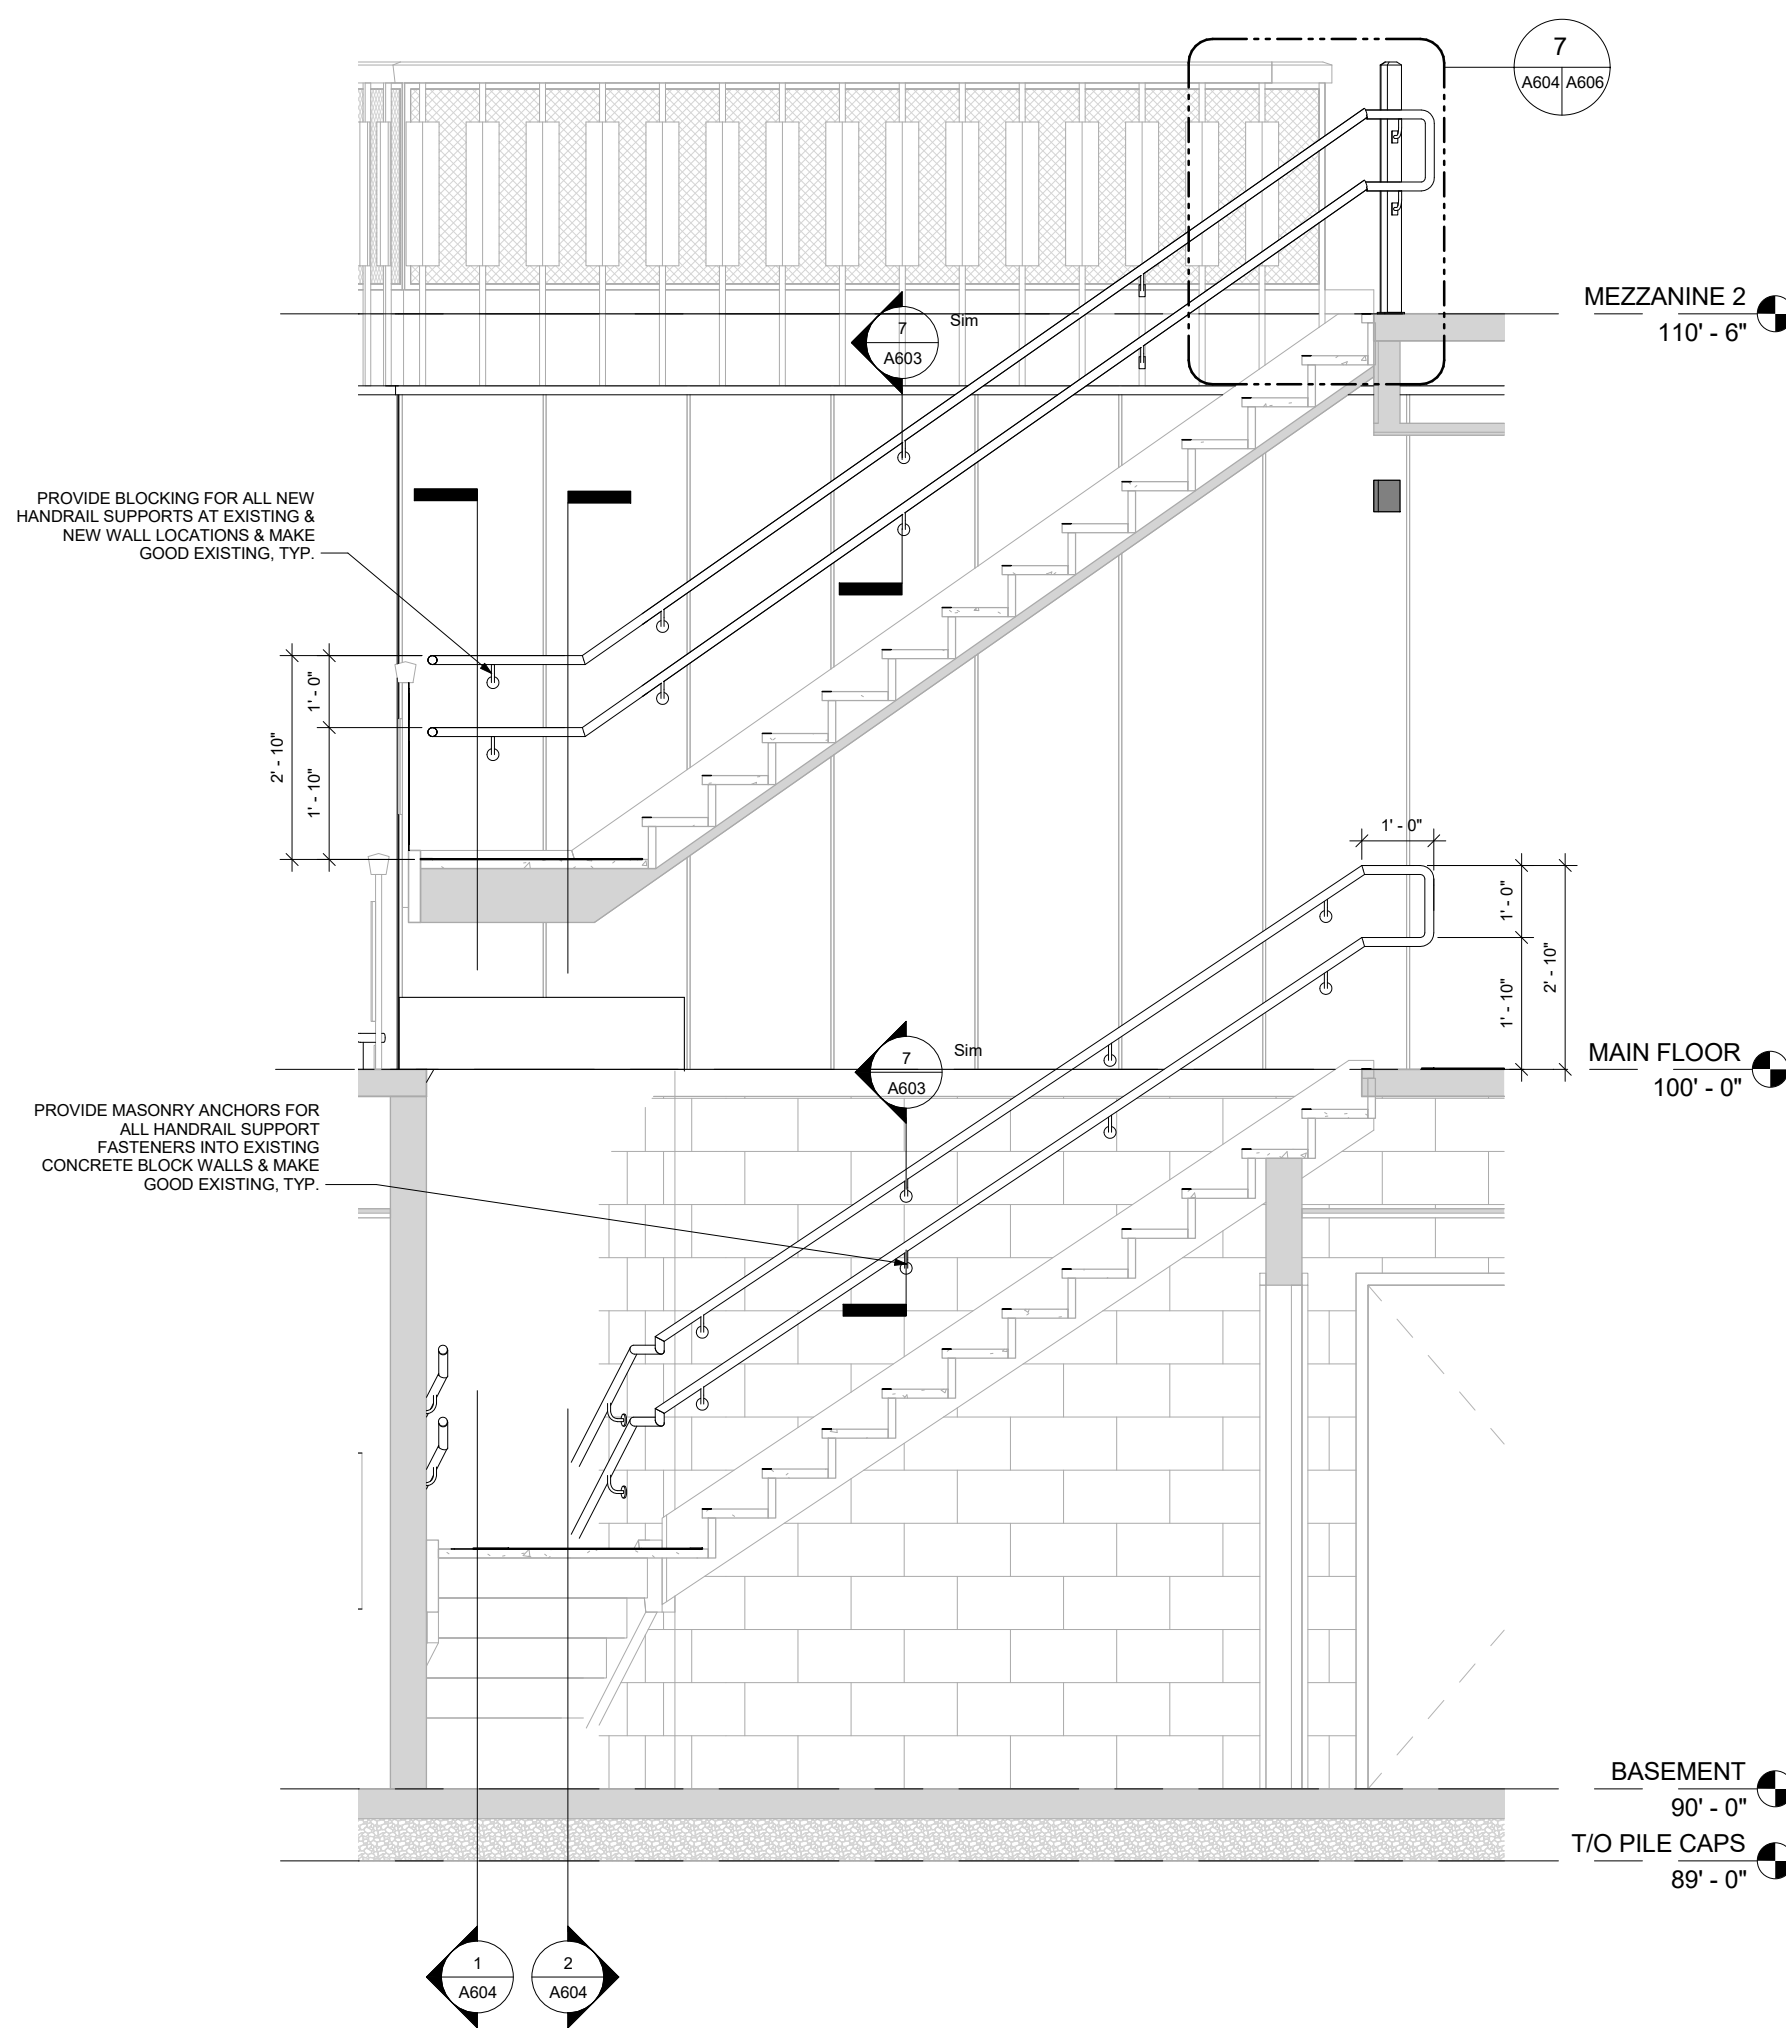 7
A604 A606
MEZZANINE 2
110' - 6"
7
A603
Sim
PROVIDE BLOCKING FOR ALL NEW
HANDRAIL SUPPORTS AT EXISTING &
NEW WALL LOCATIONS & MAKE
GOOD EXISTING, TYP.
2' - 10"
1' - 0"
1' - 10"
1' - 0"
1' - 0"
1' - 10"
2' - 10"
MAIN FLOOR
100' - 0"
7
A603
Sim
PROVIDE MASONRY ANCHORS FOR
ALL HANDRAIL SUPPORT
FASTENERS INTO EXISTING
CONCRETE BLOCK WALLS & MAKE
GOOD EXISTING, TYP.
BASEMENT
90' - 0"
T/O PILE CAPS
89' - 0"
1
A604
2
A604